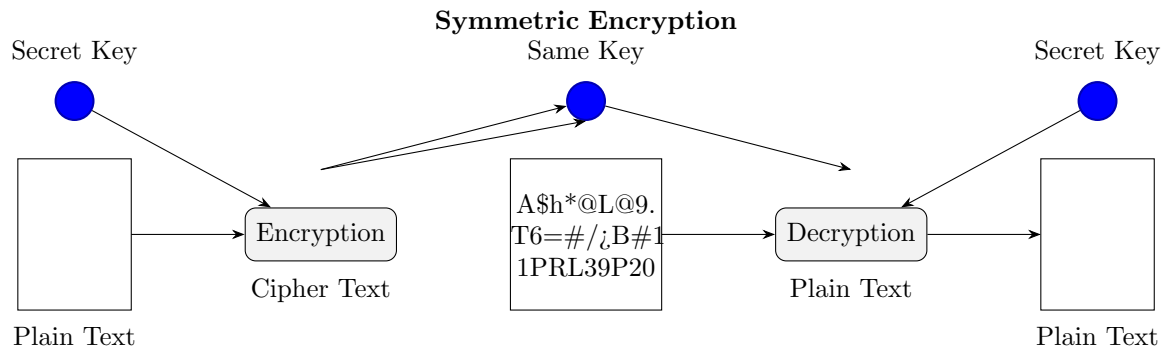 Symmetric Encryption
Secret Key
Same Key
Secret Key
A$h*@L@9.
T6=#/¿B#1
1PRL39P20
Encryption
Decryption
Cipher Text
Plain Text
Plain Text
Plain Text